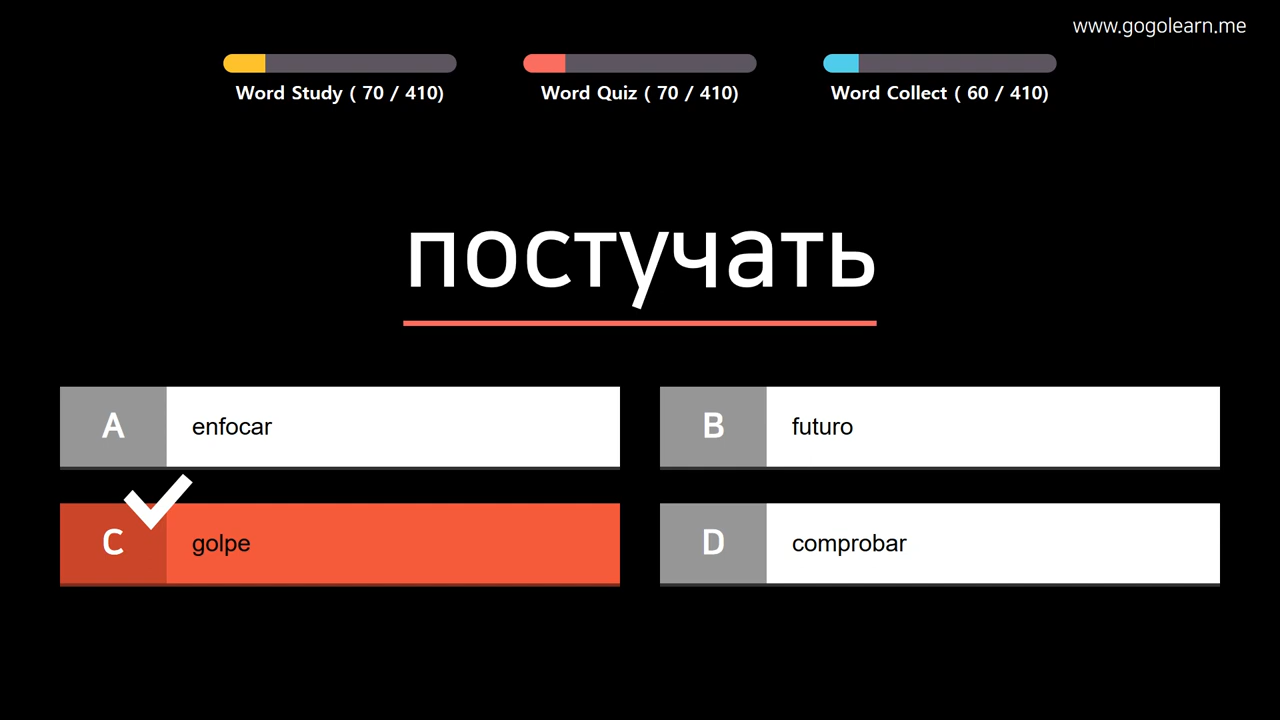 www.gogolearn.me
Word Study ( 70 / 410)
Word Quiz ( 70 / 410)
Word Collect ( 60 / 410)
постучать
A enfocar
B futuro
C golpe
D comprobar